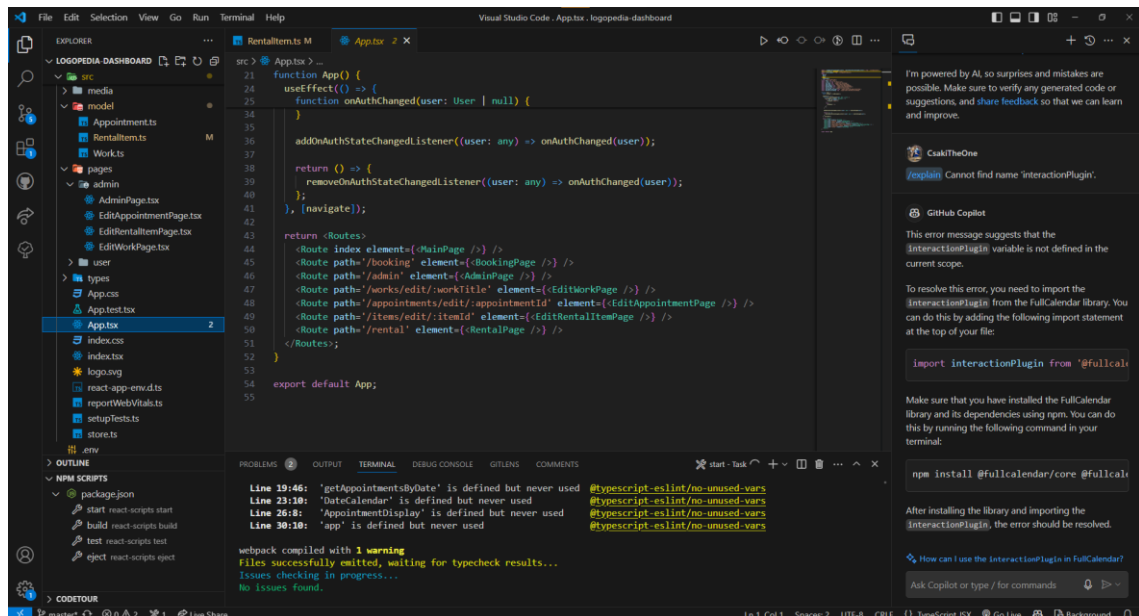 File Edit Selection View Go Run Terminal Help
Visual Studio Code . App.tsx . logopedia-dashboard
EXPLORER
LOGOPEDIA-DASHBOARD
src
media
model
Appointment.ts
RentalItem.ts M
Work.ts
pages
admin
AdminPage.tsx
EditAppointmentPage.tsx
EditRentalItemPage.tsx
EditWorkPage.tsx
user
types
App.css
App.test.tsx
App.tsx 2
index.css
index.tsx
logo.svg
react-app-env.d.ts
reportWebVitals.ts
setupTests.ts
store.ts
.env
OUTLINE
NPM SCRIPTS
package.json
start react-scripts start
build react-scripts build
test react-scripts test
eject react-scripts eject
CODETOUR
RentalItem.ts M
App.tsx 2
src > App.tsx > ...
21 function App() {
24 useEffect(() => {
25 function onAuthChanged(user: User | null) {
34 }
35
36 addOnAuthStateChangedListener((user: any) => onAuthChanged(user));
37
38 return () => {
39 removeOnAuthStateChangedListener((user: any) => onAuthChanged(user));
40 };
41 }, [navigate]);
42
43 return <Routes>
44 <Route index element={<MainPage />} />
45 <Route path='/booking' element={<BookingPage />} />
46 <Route path='/admin' element={<AdminPage />} />
47 <Route path='/works/edit/:workTitle' element={<EditWorkPage />} />
48 <Route path='/appointments/edit/:appointmentId' element={<EditAppointmentPage />} />
49 <Route path='/items/edit/:itemId' element={<EditRentalItemPage />} />
50 <Route path='/rental' element={<RentalPage />} />
51 </Routes>;
52 }
53
54 export default App;
55
PROBLEMS 2 OUTPUT TERMINAL DEBUG CONSOLE GITLENS COMMENTS
start - Task
Line 19:46: 'getAppointmentsByDate' is defined but never used @typescript-eslint/no-unused-vars
Line 23:10: 'DateCalendar' is defined but never used @typescript-eslint/no-unused-vars
Line 26:8: 'AppointmentDisplay' is defined but never used @typescript-eslint/no-unused-vars
Line 30:10: 'app' is defined but never used @typescript-eslint/no-unused-vars
webpack compiled with 1 warning
Files successfully emitted, waiting for typecheck results...
Issues checking in progress...
No issues found.
I'm powered by AI, so surprises and mistakes are
possible. Make sure to verify any generated code or
suggestions, and share feedback so that we can learn
and improve.
CsakiTheOne
/explain Cannot find name 'interactionPlugin'.
GitHub Copilot
This error message suggests that the
interactionPlugin variable is not defined in the
current scope.
To resolve this error, you need to import the
interactionPlugin from the FullCalendar library. You
can do this by adding the following import statement
at the top of your file:
import interactionPlugin from '@fullcale
Make sure that you have installed the FullCalendar
library and its dependencies using npm. You can do
this by running the following command in your
terminal:
npm install @fullcalendar/core @fullcale
After installing the library and importing the
interactionPlugin, the error should be resolved.
How can I use the interactionPlugin in FullCalendar?
Ask Copilot or type / for commands
master* 0 2 1 Live Share
Ln 1, Col 1 Spaces: 2 UTF-8 CRLF TypeScript JSX Go Live Background